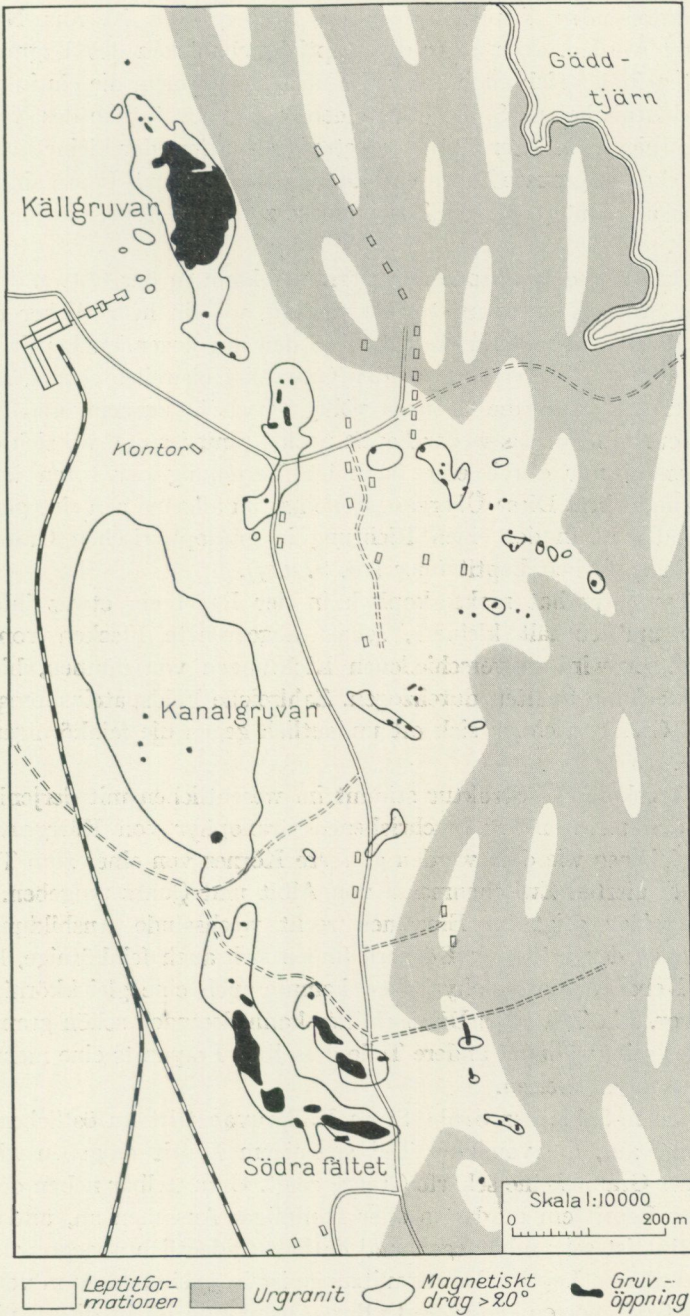 Gädd-
tjärn
Källgruvan
Kontor
Kanalgruvan
Södra fältet
Skala 1:10000
0 200 m
Leptitfor-
mationen
Urgranit
Magnetiskt
drag >20°
Gruv-
öppning